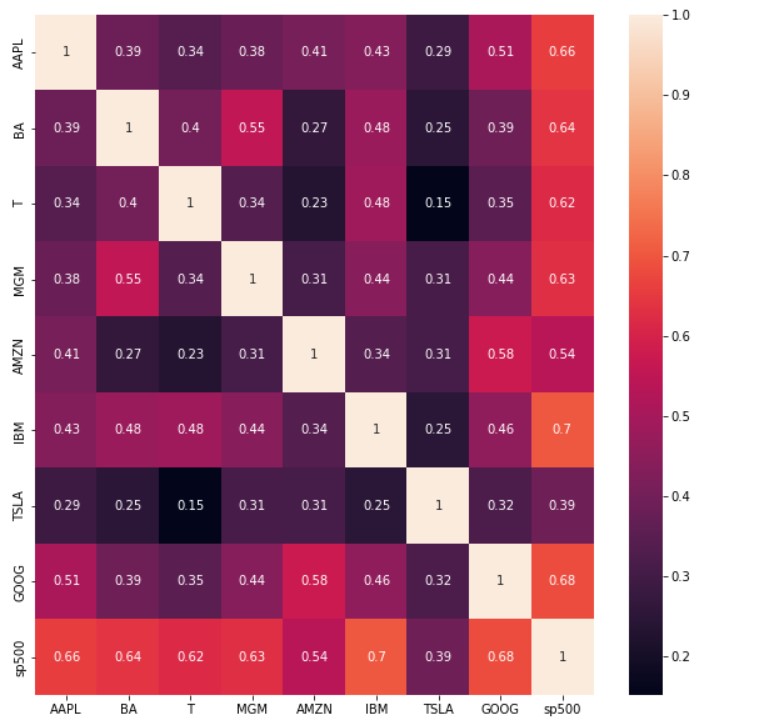 AAPL 1 0.39 0.34 0.38 0.41 0.43 0.29 0.51 0.66
BA 0.39 1 0.4 0.55 0.27 0.48 0.25 0.39 0.64
T 0.34 0.4 1 0.34 0.23 0.48 0.15 0.35 0.62
MGM 0.38 0.55 0.34 1 0.31 0.44 0.31 0.44 0.63
AMZN 0.41 0.27 0.23 0.31 1 0.34 0.31 0.58 0.54
IBM 0.43 0.48 0.48 0.44 0.34 1 0.25 0.46 0.7
TSLA 0.29 0.25 0.15 0.31 0.31 0.25 1 0.32 0.39
GOOG 0.51 0.39 0.35 0.44 0.58 0.46 0.32 1 0.68
sp500 0.66 0.64 0.62 0.63 0.54 0.7 0.39 0.68 1
AAPL BA T MGM AMZN IBM TSLA GOOG sp500
1.0
0.9
0.8
0.7
0.6
0.5
0.4
0.3
0.2